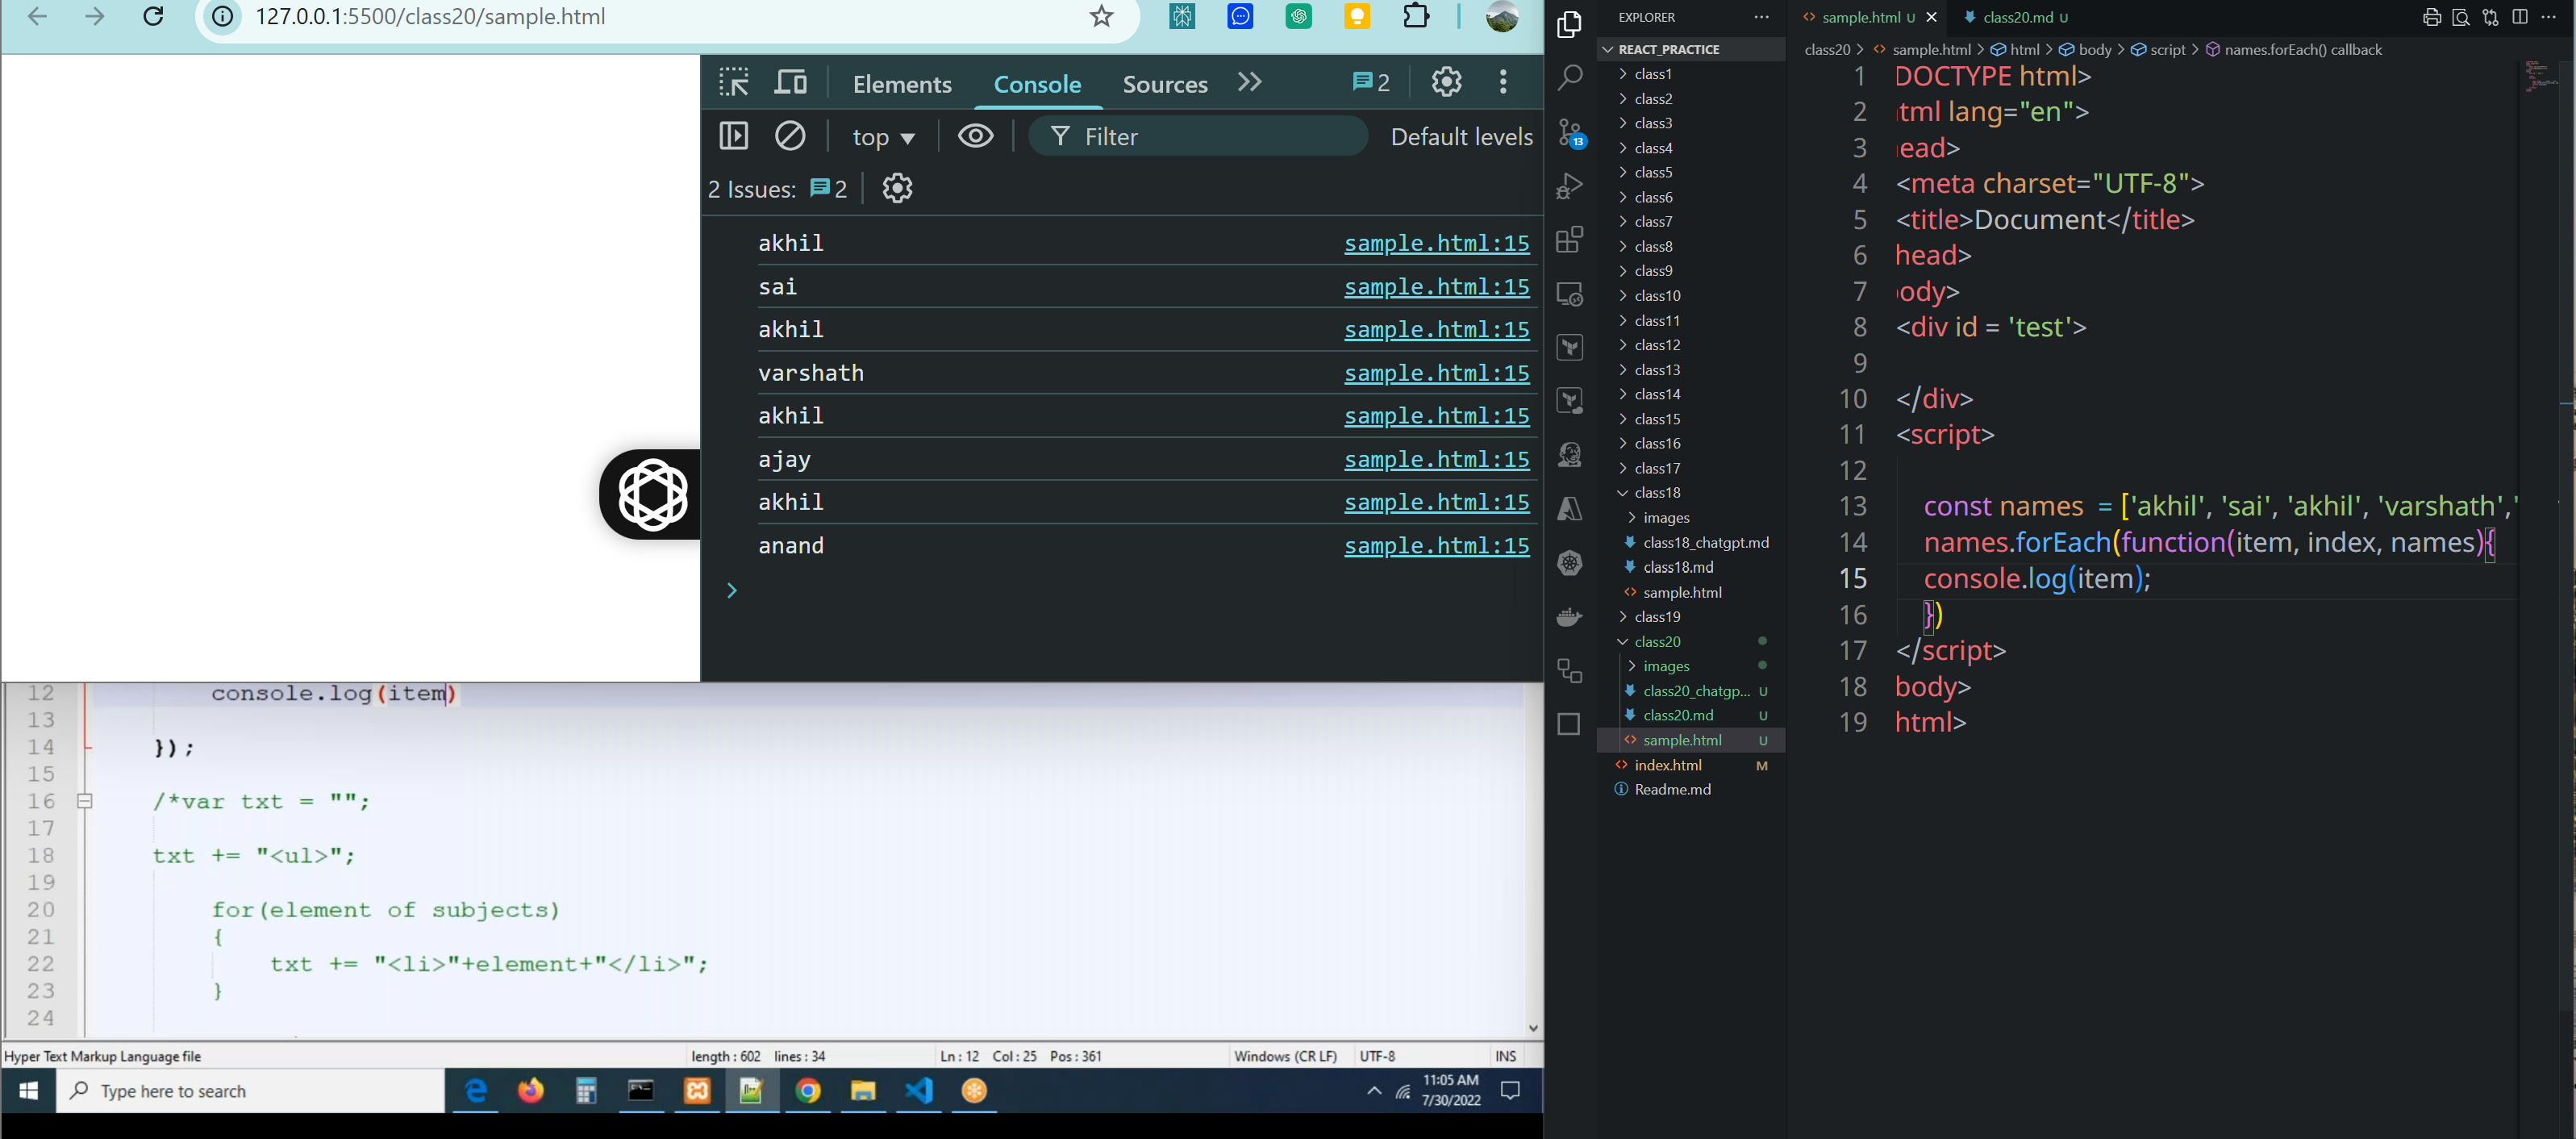 127.0.0.1:5500/class20/sample.html
Elements
Console
Sources
2
top
Filter
Default levels
2 Issues:
2
akhil
sample.html:15
sai
sample.html:15
akhil
sample.html:15
varshath
sample.html:15
akhil
sample.html:15
ajay
sample.html:15
akhil
sample.html:15
anand
sample.html:15
12 console.log(item)
13
14 });
15
16 /*var txt = "";
17
18 txt += "<ul>";
19
20 for(element of subjects)
21 {
22 txt += "<li>"+element+"</li>";
23 }
24
Hyper Text Markup Language file
length : 602 lines : 34
Ln : 12 Col : 25 Pos : 361
Windows (CR LF)
UTF-8
INS
Type here to search
11:05 AM
7/30/2022
13
EXPLORER
REACT_PRACTICE
class1
class2
class3
class4
class5
class6
class7
class8
class9
class10
class11
class12
class13
class14
class15
class16
class17
class18
images
class18_chatgpt.md
class18.md
sample.html
class19
class20
images
class20_chatgp... U
class20.md U
sample.html U
index.html M
Readme.md
sample.html U
class20.md U
class20 > sample.html > html > body > script > names.forEach() callback
1 DOCTYPE html>
2 tml lang="en">
3 ead>
4 <meta charset="UTF-8">
5 <title>Document</title>
6 head>
7 ody>
8 <div id = 'test'>
9
10 </div>
11 <script>
12
13 const names = ['akhil', 'sai', 'akhil', 'varshath','
14 names.forEach(function(item, index, names){
15 console.log(item);
16 })
17 </script>
18 body>
19 html>